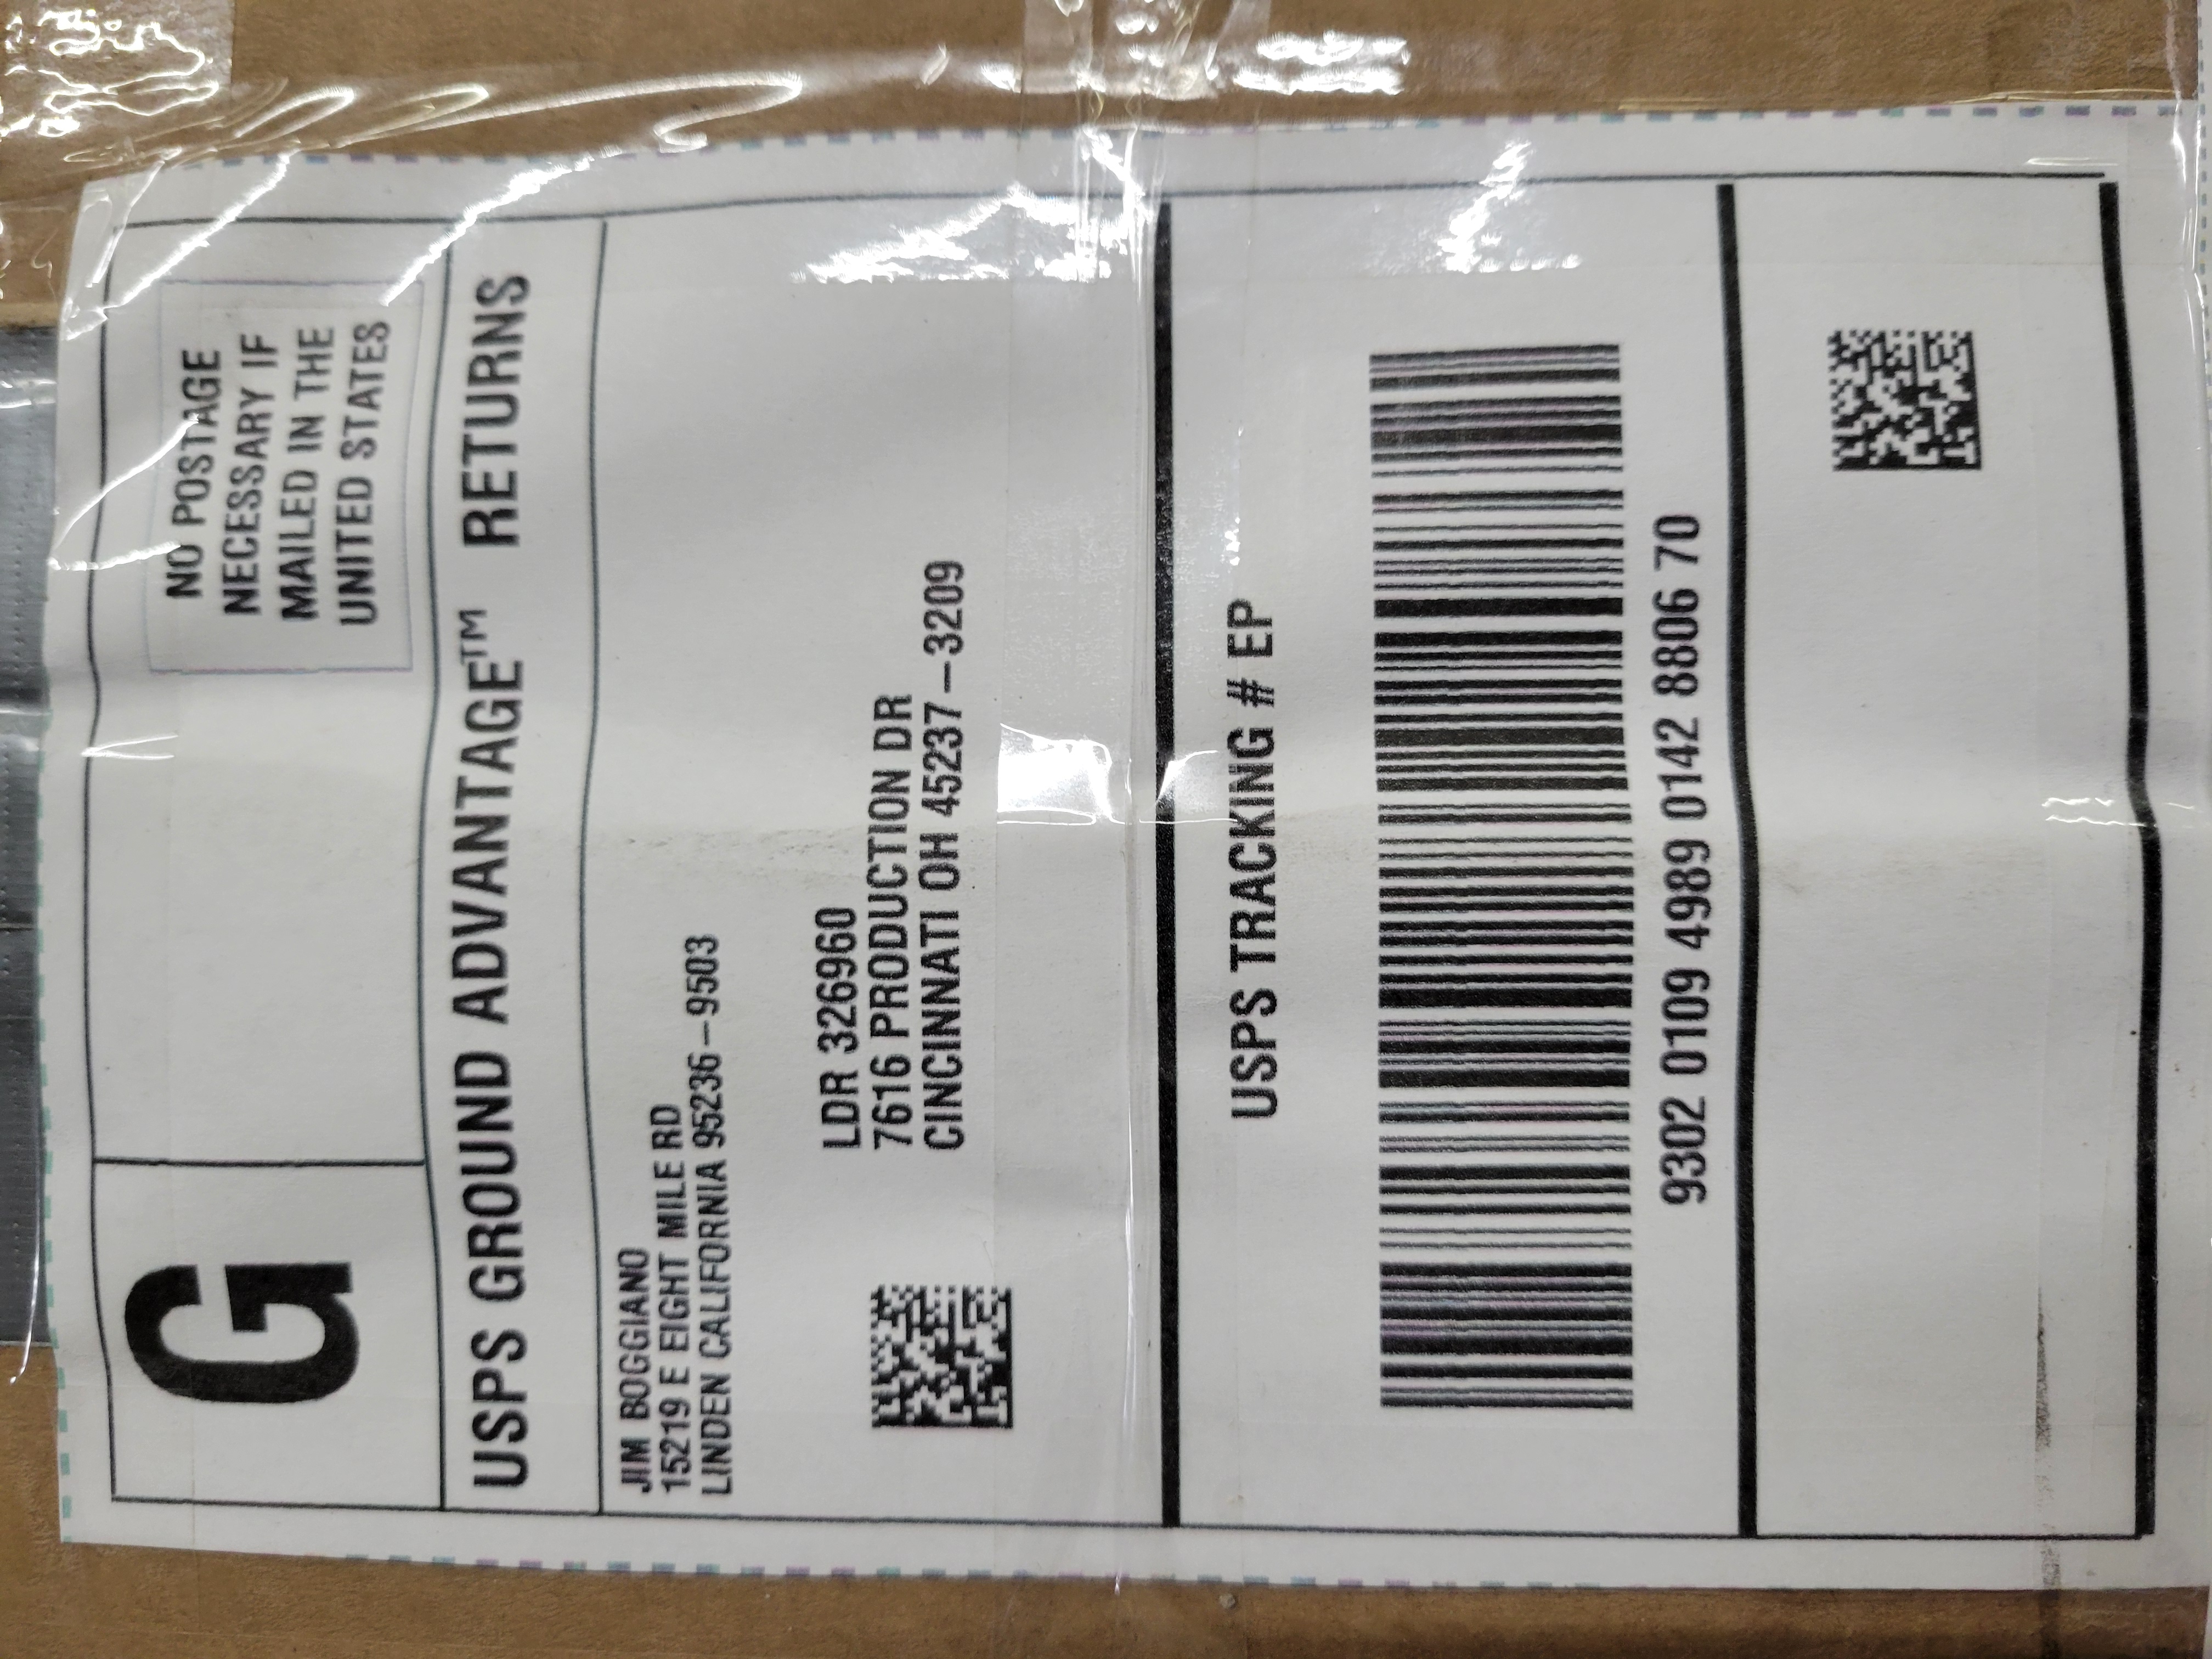 G
NO POSTAGE
NECESSARY IF
MAILED IN THE
UNITED STATES
USPS GROUND ADVANTAGE™ RETURNS
JIM BOGGIANO
15219 E EIGHT MILE RD
LINDEN CALIFORNIA 95236-9503
LDR 326960
7616 PRODUCTION DR
CINCINNATI OH 45237-3209
USPS TRACKING # EP
9302 0109 4989 0142 8806 70